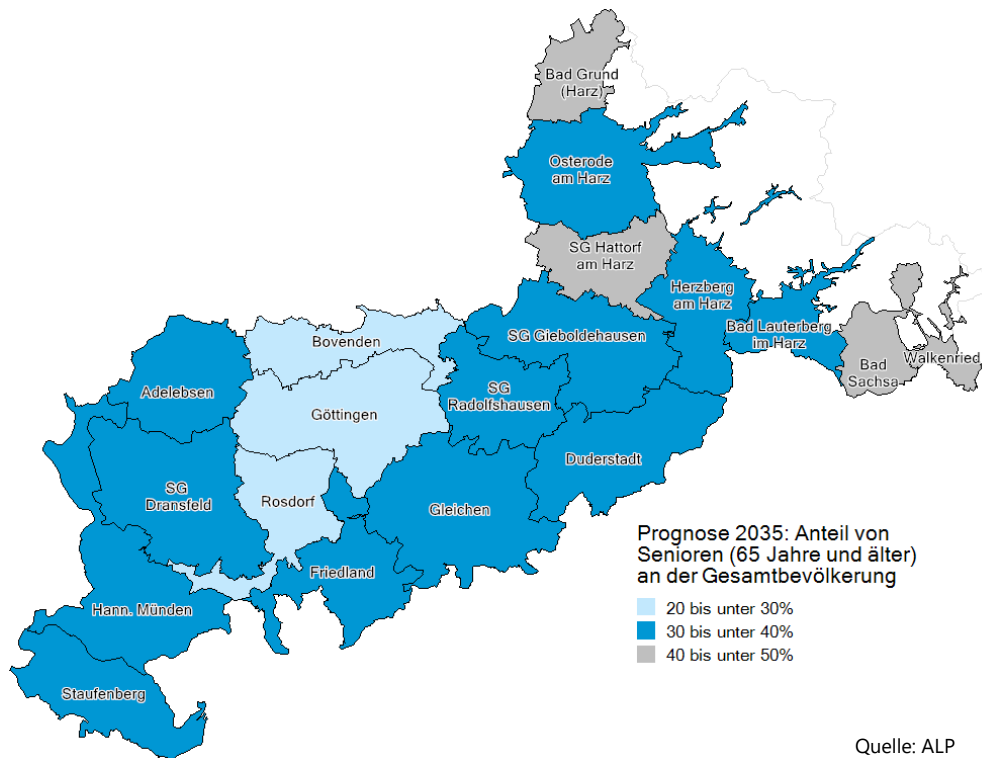 Bad Grund
(Harz)
Osterode
am Harz
SG Hattorf
am Harz
Herzberg
am Harz
SG Gieboldehausen
Bad Lauterberg
im Harz
Bovenden
Walkenried
Bad
Sachsa
Adelebsen
SG
Radolfshausen
Göttingen
Duderstadt
SG
Dransfeld
Rosdorf
Gleichen
Friedland
Hann. Münden
Staufenberg
Prognose 2035: Anteil von
Senioren (65 Jahre und älter)
an der Gesamtbevölkerung
20 bis unter 30%
30 bis unter 40%
40 bis unter 50%
Quelle: ALP